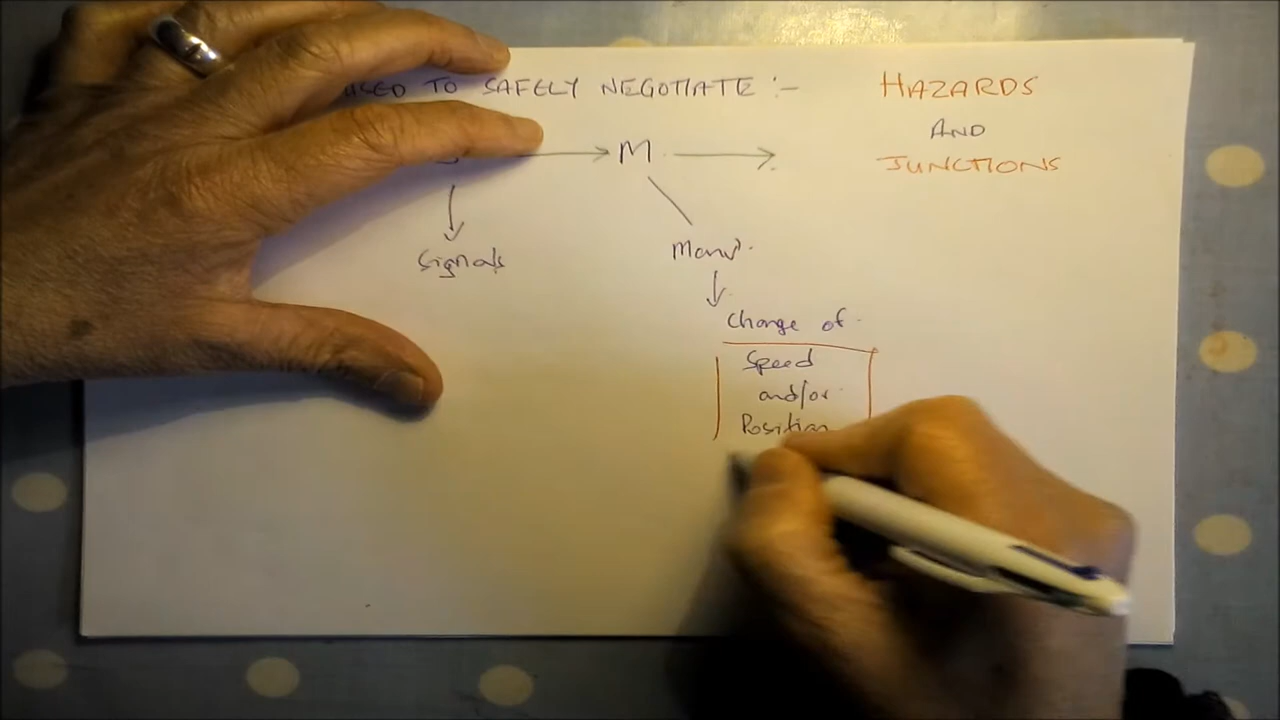 USED TO SAFELY NEGOTIATE :-
HAZARDS
AND
JUNCTIONS
S → M →
Signals
Manv.
Change of
Speed
and/or
Position